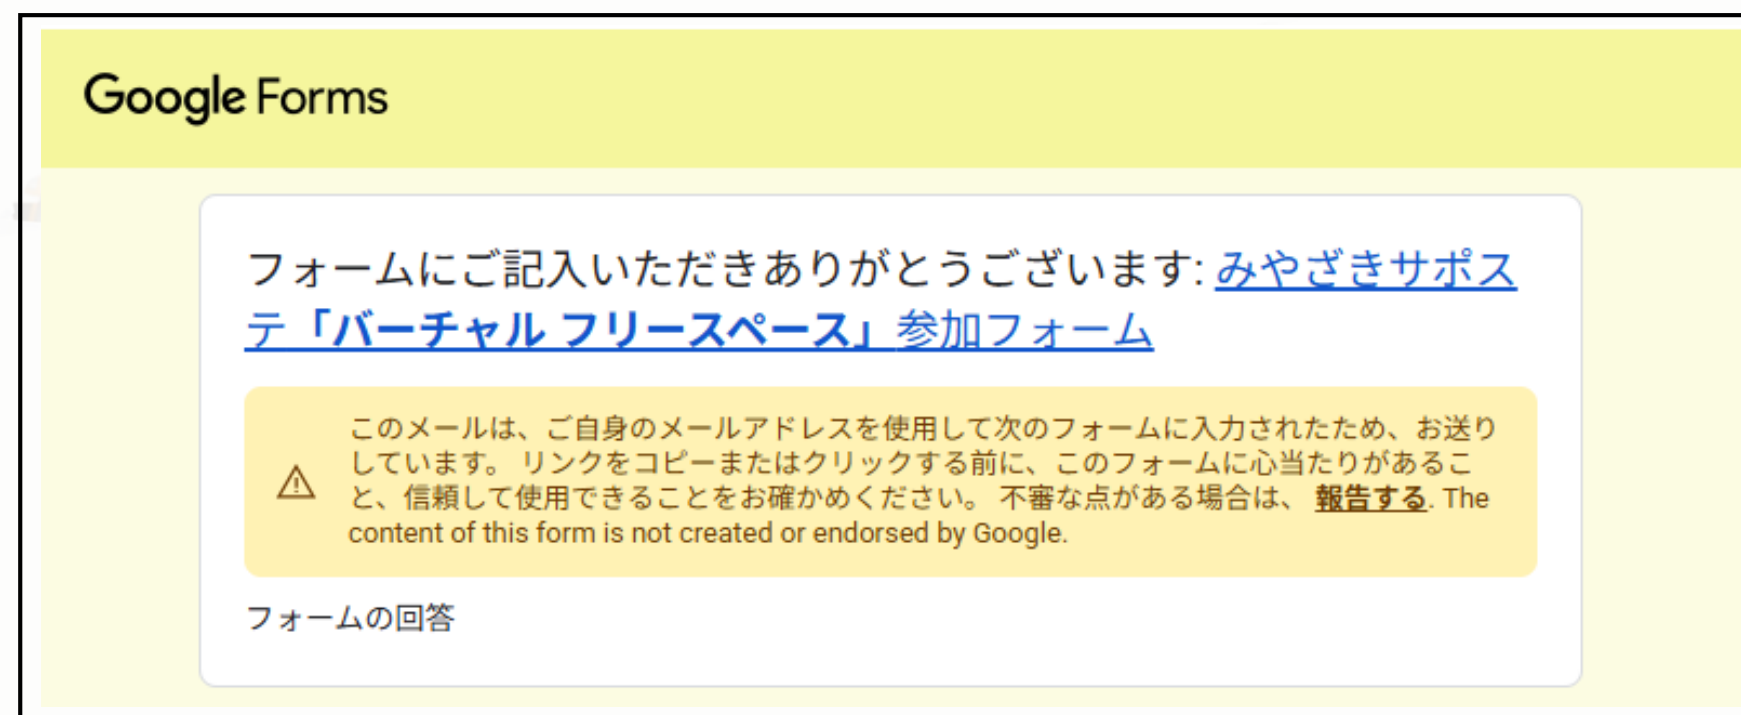 Google Forms
フォームにご記入いただきありがとうございます: みやざきサポス
テ「バーチャル フリースペース」参加フォーム
このメールは、ご自身のメールアドレスを使用して次のフォームに入力されたため、お送り
しています。 リンクをコピーまたはクリックする前に、このフォームに心当たりがあるこ
と、信頼して使用できることをお確かめください。 不審な点がある場合は、 報告する. The
content of this form is not created or endorsed by Google.
フォームの回答